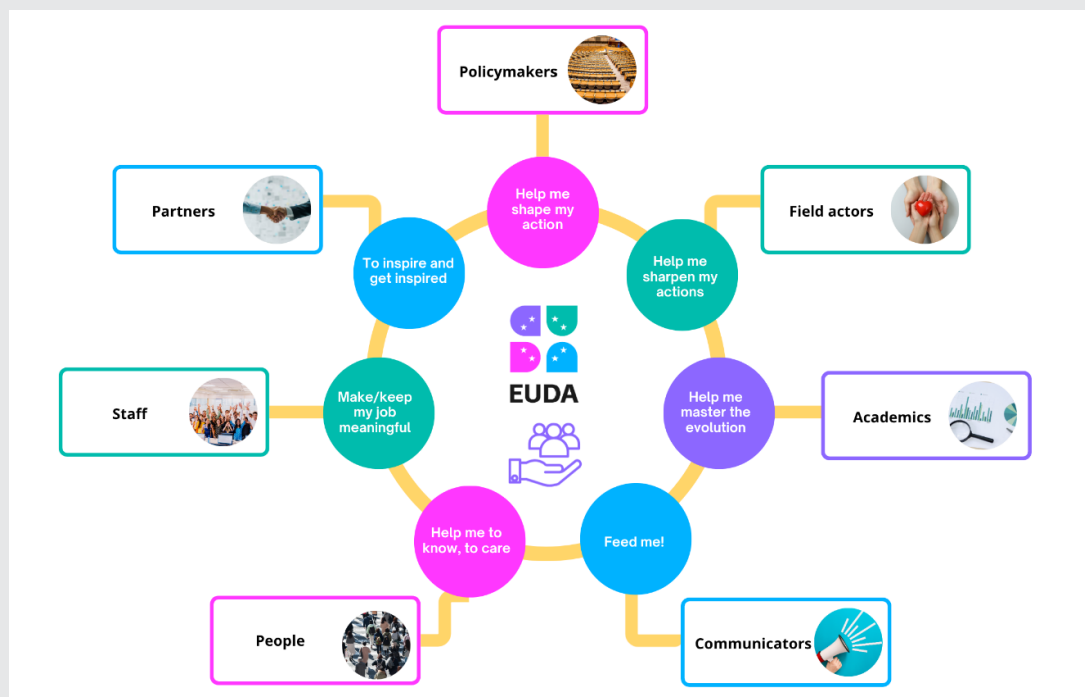 Policymakers
Help me
shape my
action
Partners
To inspire and
get inspired
Field actors
Help me
sharpen my
actions
EUDA
Staff
Make/keep
my job
meaningful
Help me
master the
evolution
Academics
Help me to
know, to care
Feed me!
People
Communicators